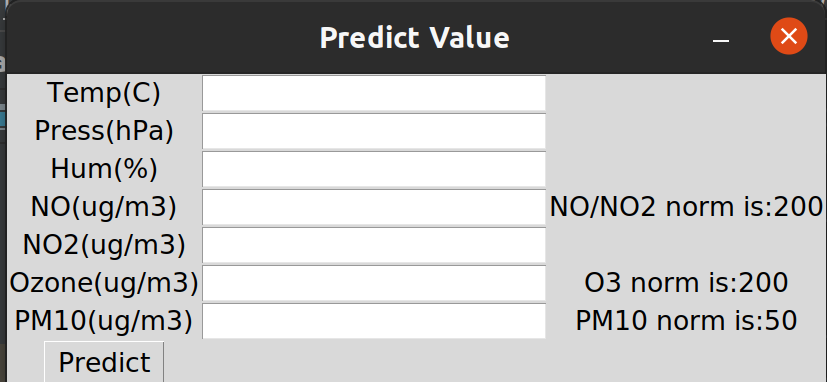 Predict Value
Temp(C)
Press(hPa)
Hum(%)
NO(ug/m3) NO/NO2 norm is:200
NO2(ug/m3)
Ozone(ug/m3) O3 norm is:200
PM10(ug/m3) PM10 norm is:50
Predict